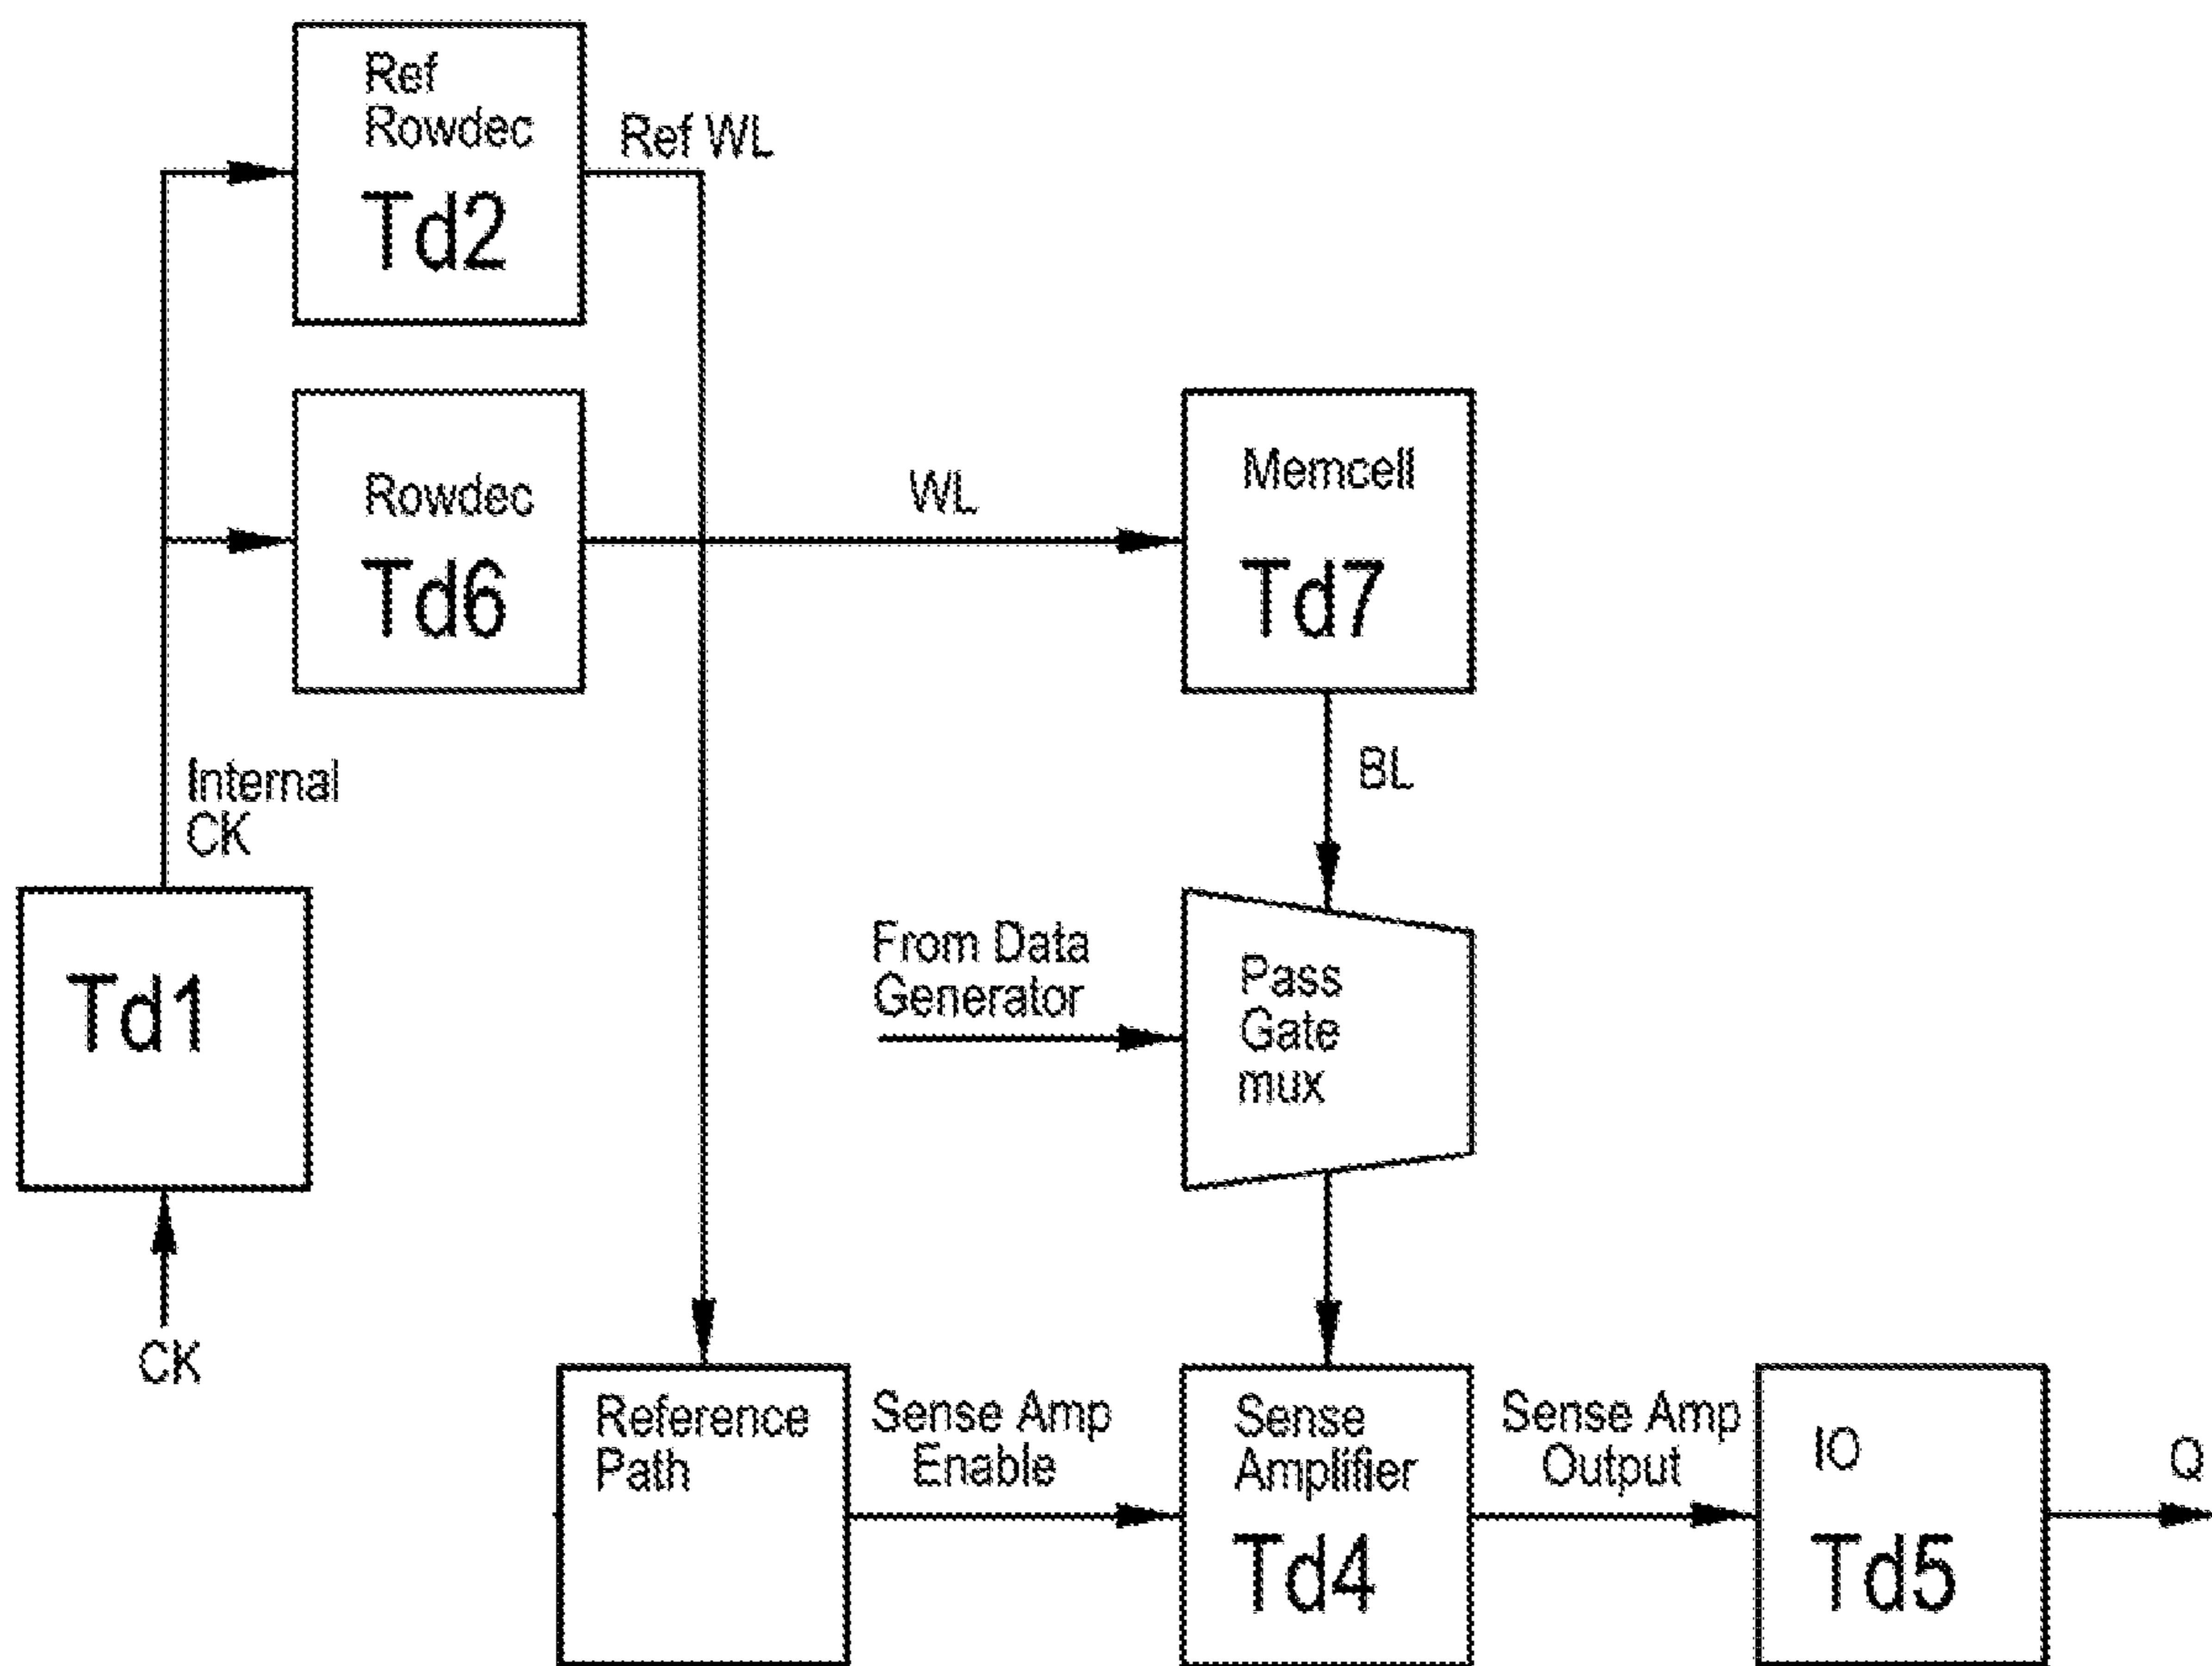 Ref
Rowdec
Td2
Ref WL
Rowdec
Td6
WL
Memcell
Td7
BL
Internal
CK
Td1
CK
From Data
Generator
Pass
Gate
mux
Reference
Path
Sense Amp
Enable
Sense
Amplifier
Td4
Sense Amp
Output
IO
Td5
Q